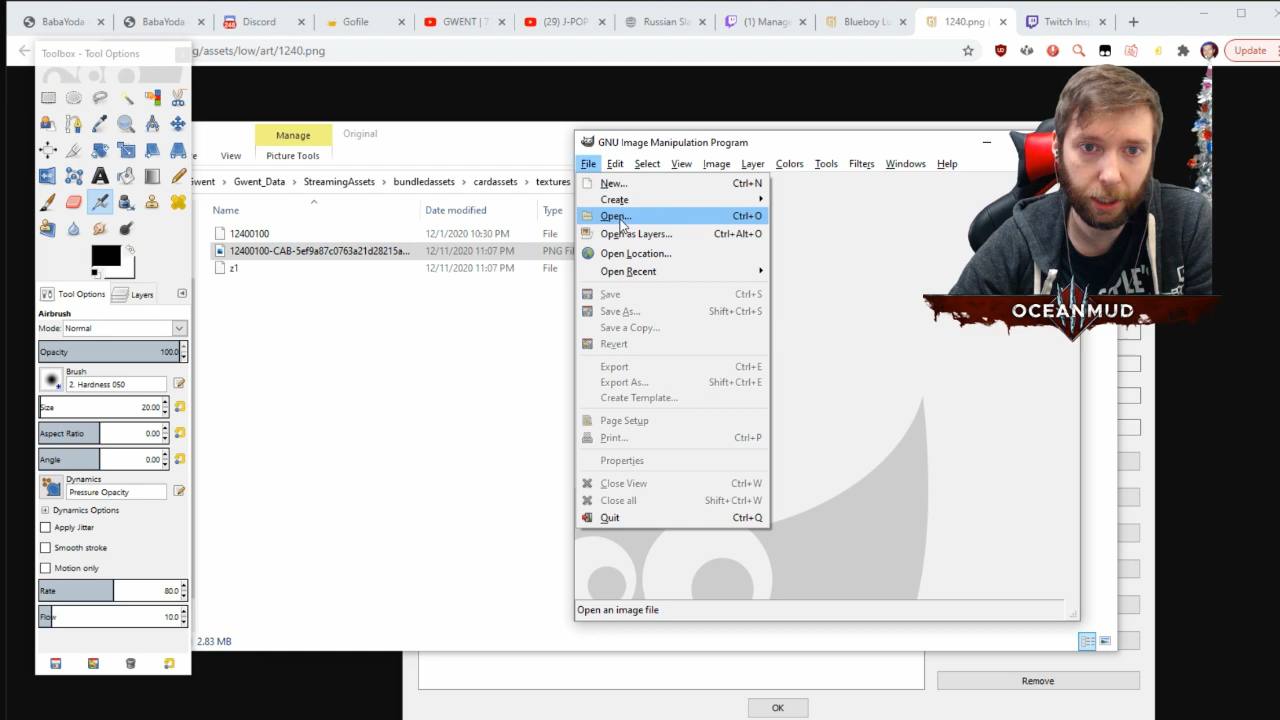 BabaYoda
BabaYoda
Discord
Gofile
GWENT | 7
(29) J-POP
Russian Sla
(1) Manage
Blueboy Lu
1240.png (
Twitch Insp
g/assets/low/art/1240.png
Update
Toolbox - Tool Options
Tool Options
Layers
Airbrush
Mode: Normal
Opacity 100.0
Brush
2. Hardness 050
Size 20.00
Aspect Ratio 0.00
Angle 0.00
Dynamics
Pressure Opacity
Dynamics Options
Apply Jitter
Smooth stroke
Motion only
Rate 80.0
Flow 10.0
Manage
Original
View
Picture Tools
Gwent_Data
StreamingAssets
bundledassets
cardassets
textures
Name
Date modified
Type
12400100
12/1/2020 10:30 PM
File
12400100-CAB-5ef9a87c0763a21d28215a...
12/11/2020 11:07 PM
PNG Fi
z1
12/11/2020 11:07 PM
File
2.83 MB
GNU Image Manipulation Program
File Edit Select View Image Layer Colors Tools Filters Windows Help
New... Ctrl+N
Create
Open... Ctrl+O
Open as Layers... Ctrl+Alt+O
Open Location...
Open Recent
Save Ctrl+S
Save As... Shift+Ctrl+S
Save a Copy...
Revert
Export Ctrl+E
Export As... Shift+Ctrl+E
Create Template...
Page Setup
Print... Ctrl+P
Properties
Close View Ctrl+W
Close all Shift+Ctrl+W
Quit Ctrl+Q
Open an image file
OCEANMUD
Remove
OK